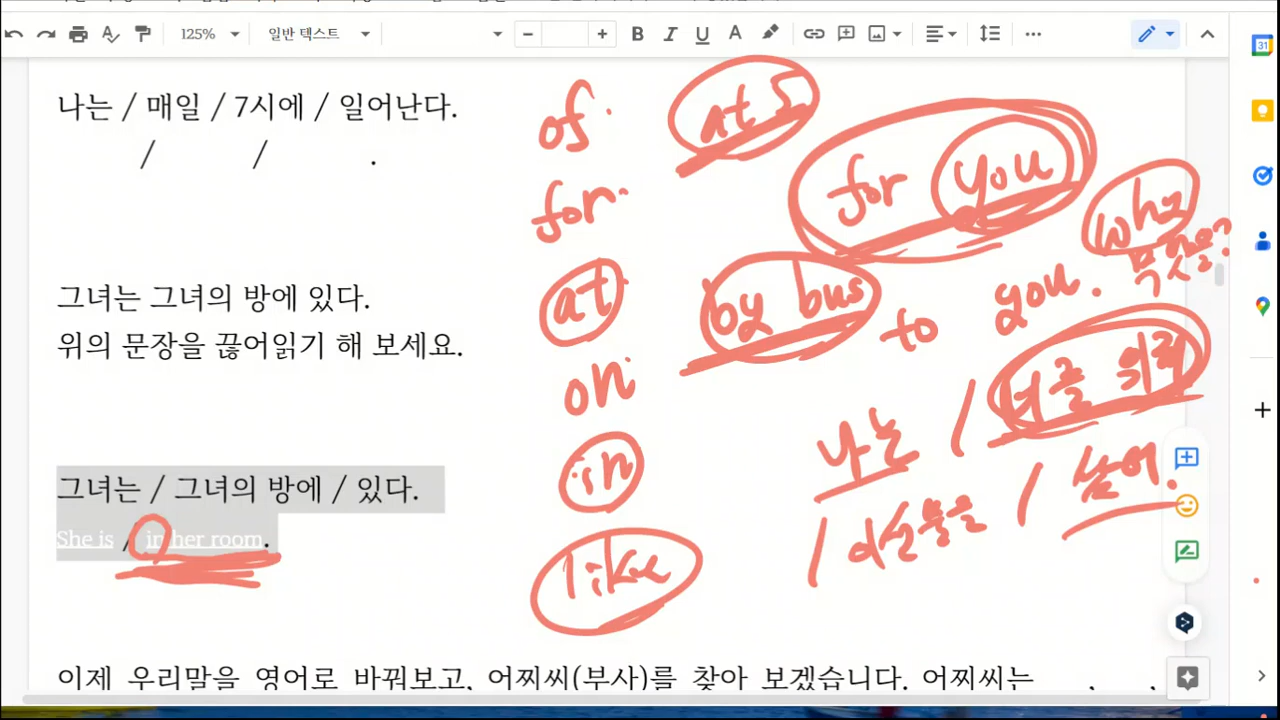 125%
일반 텍스트
B I U A
31
나는 / 매일 / 7시에 / 일어난다.
/ / .
그녀는 그녀의 방에 있다.
위의 문장을 끊어읽기 해 보세요.
그녀는 / 그녀의 방에 / 있다.
She is / in her room.
이제 우리말을 영어로 바꿔보고, 어찌씨(부사)를 찾아 보겠습니다. 어찌씨는 , ,
of
for
at
on
in
like
at 5
for you
by bus
to you.
why
무엇을?
나는 / 너를 위해
/ 이 선물을 /